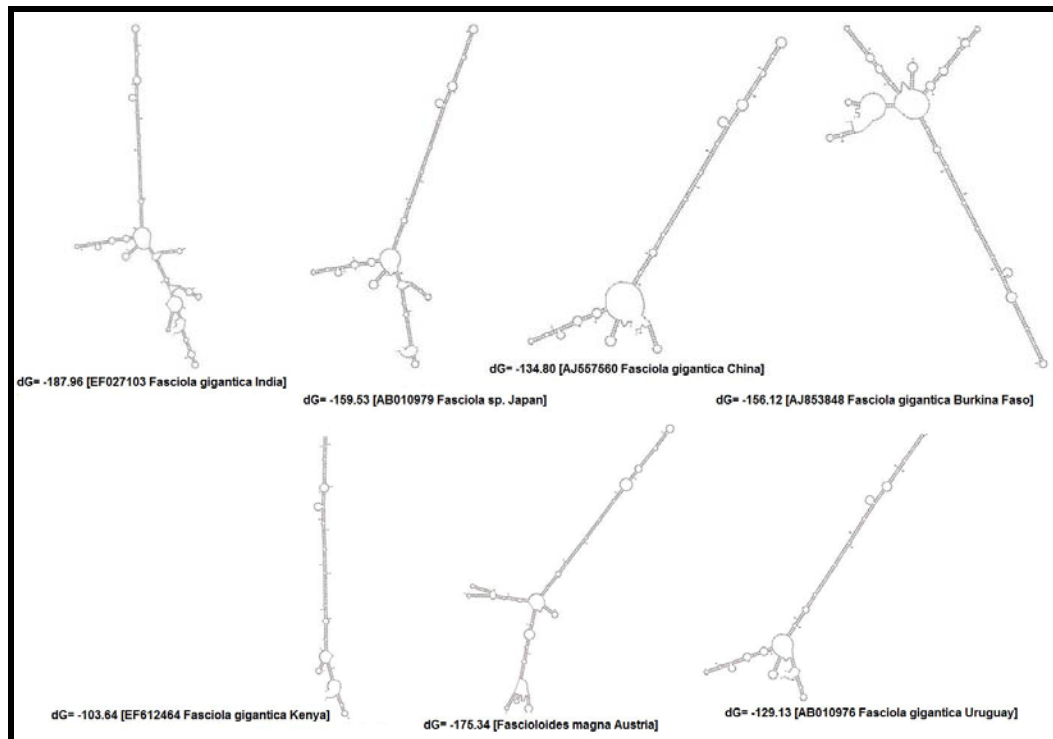 dG= -187.96 [EF027103 Fasciola gigantica India]
dG= -159.53 [AB010979 Fasciola sp. Japan]
dG= -134.80 [AJ557560 Fasciola gigantica China]
dG= -156.12 [AJ853848 Fasciola gigantica Burkina Faso]
dG= -103.64 [EF612464 Fasciola gigantica Kenya]
dG= -175.34 [Fascioloides magna Austria]
dG= -129.13 [AB010976 Fasciola gigantica Uruguay]